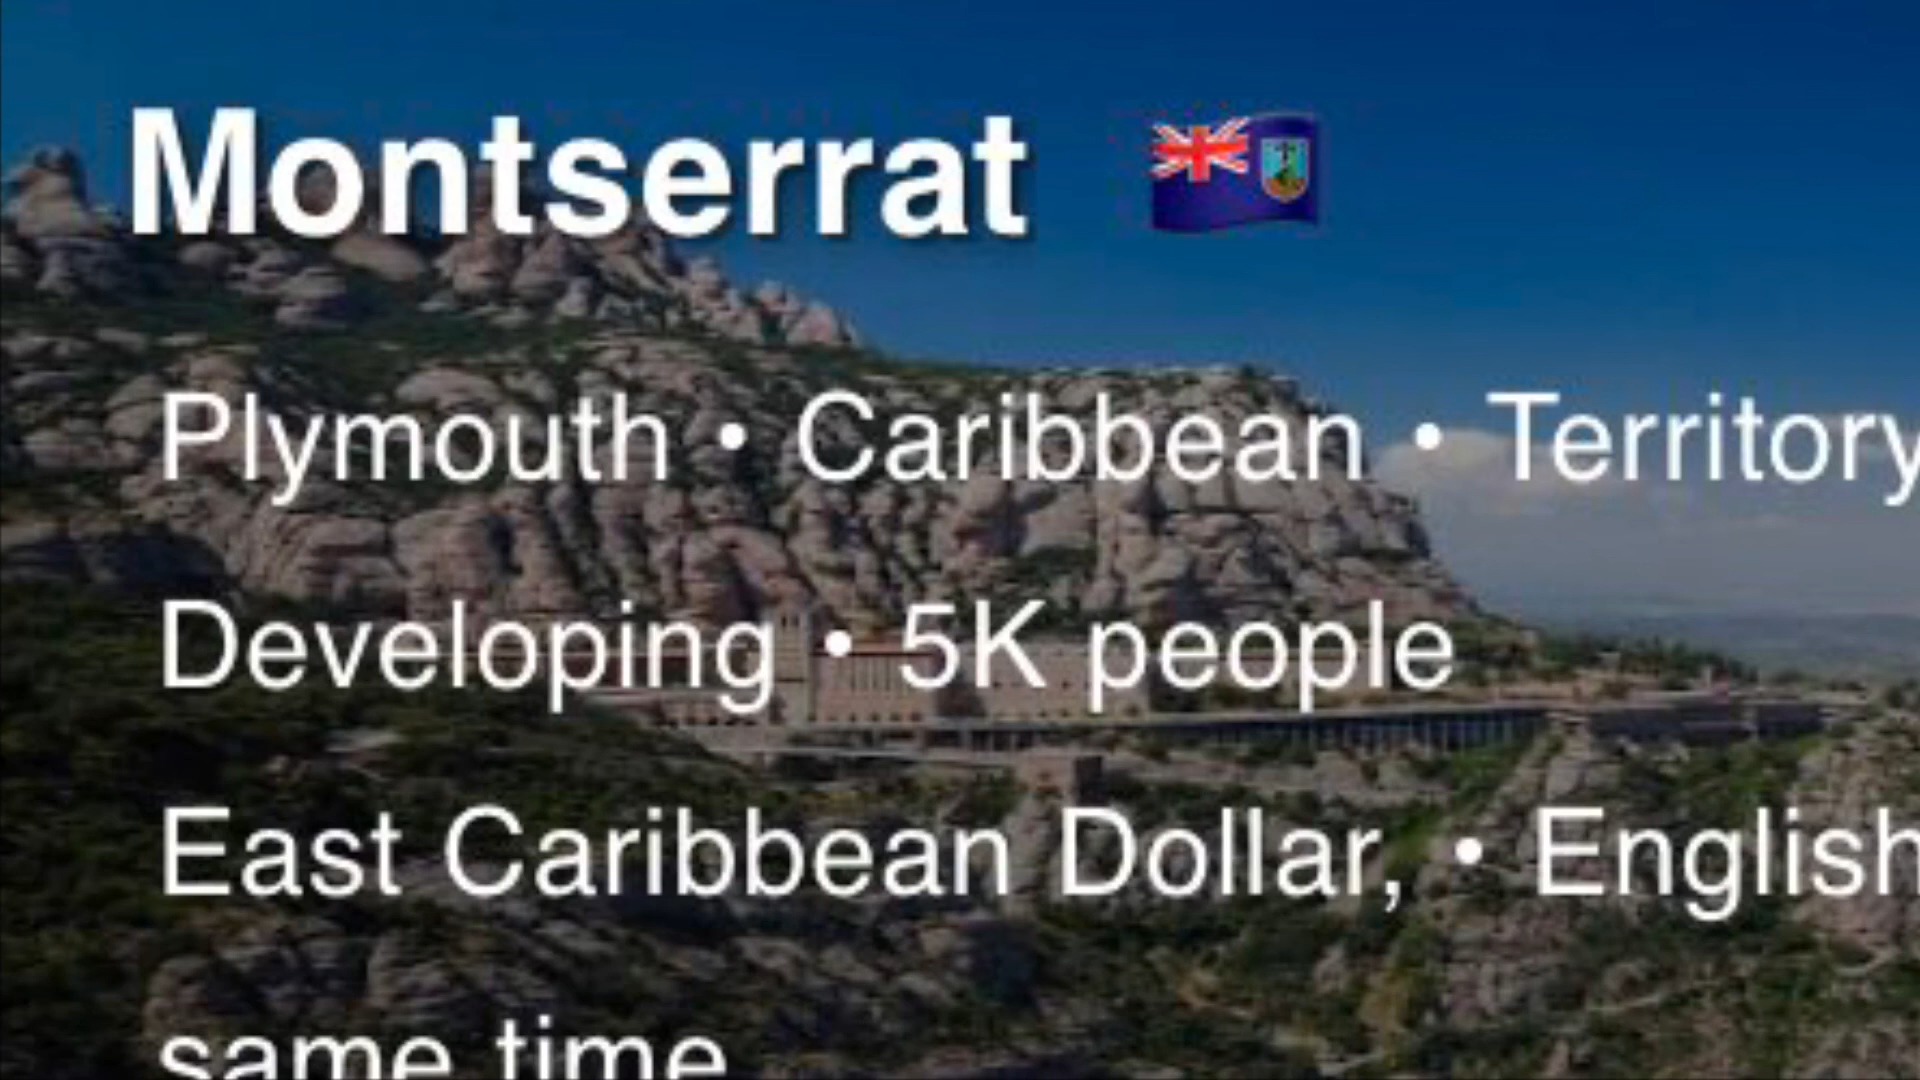 Montserrat
Plymouth • Caribbean • Territory
Developing • 5K people
East Caribbean Dollar, • English
same time